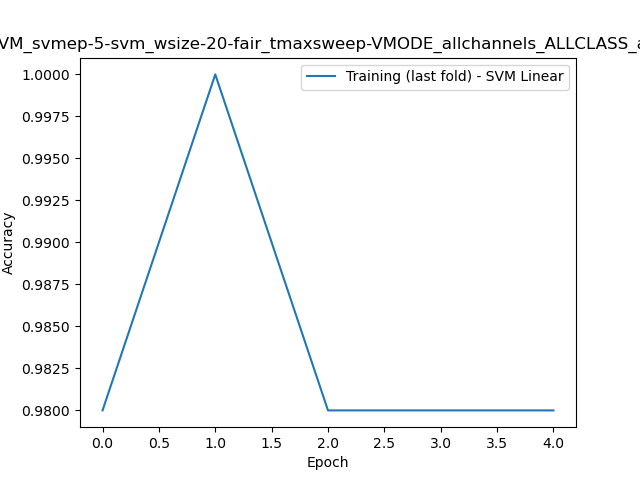 VM_svmep-5-svm_wsize-20-fair_tmaxsweep-VMODE_allchannels_ALLCLASS_a
Training (last fold) - SVM Linear
Accuracy
1.0000
0.9975
0.9950
0.9925
0.9900
0.9875
0.9850
0.9825
0.9800
0.0 0.5 1.0 1.5 2.0 2.5 3.0 3.5 4.0
Epoch